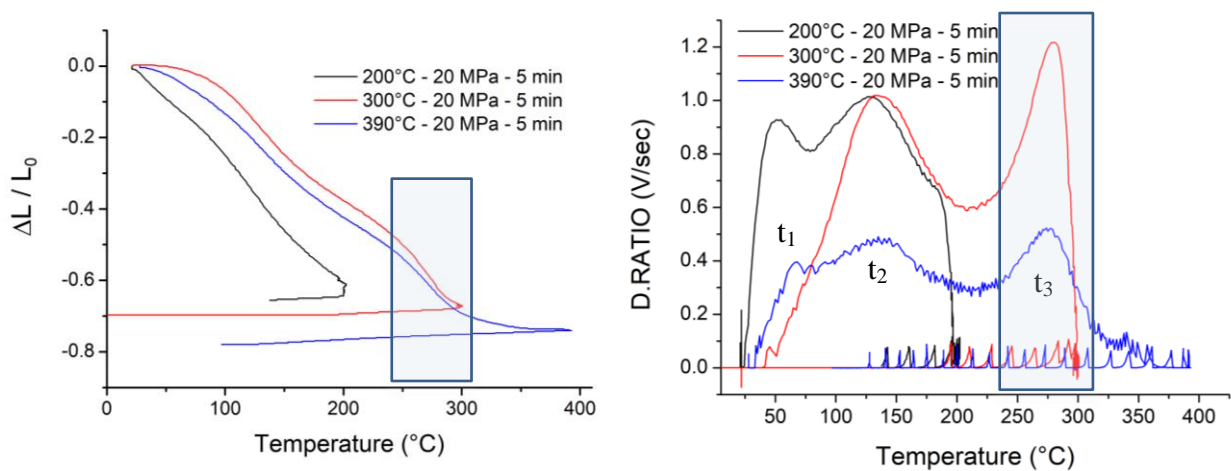 0.0
-0.2
-0.4
-0.6
-0.8
ΔL / L₀
200°C - 20 MPa - 5 min
300°C - 20 MPa - 5 min
390°C - 20 MPa - 5 min
0 100 200 300 400
Temperature (°C)
1.2
1.0
0.8
0.6
0.4
0.2
0.0
D.RATIO (V/sec)
200°C - 20 MPa - 5 min
300°C - 20 MPa - 5 min
390°C - 20 MPa - 5 min
t₁
t₂
t₃
50 100 150 200 250 300 350 400
Temperature (°C)